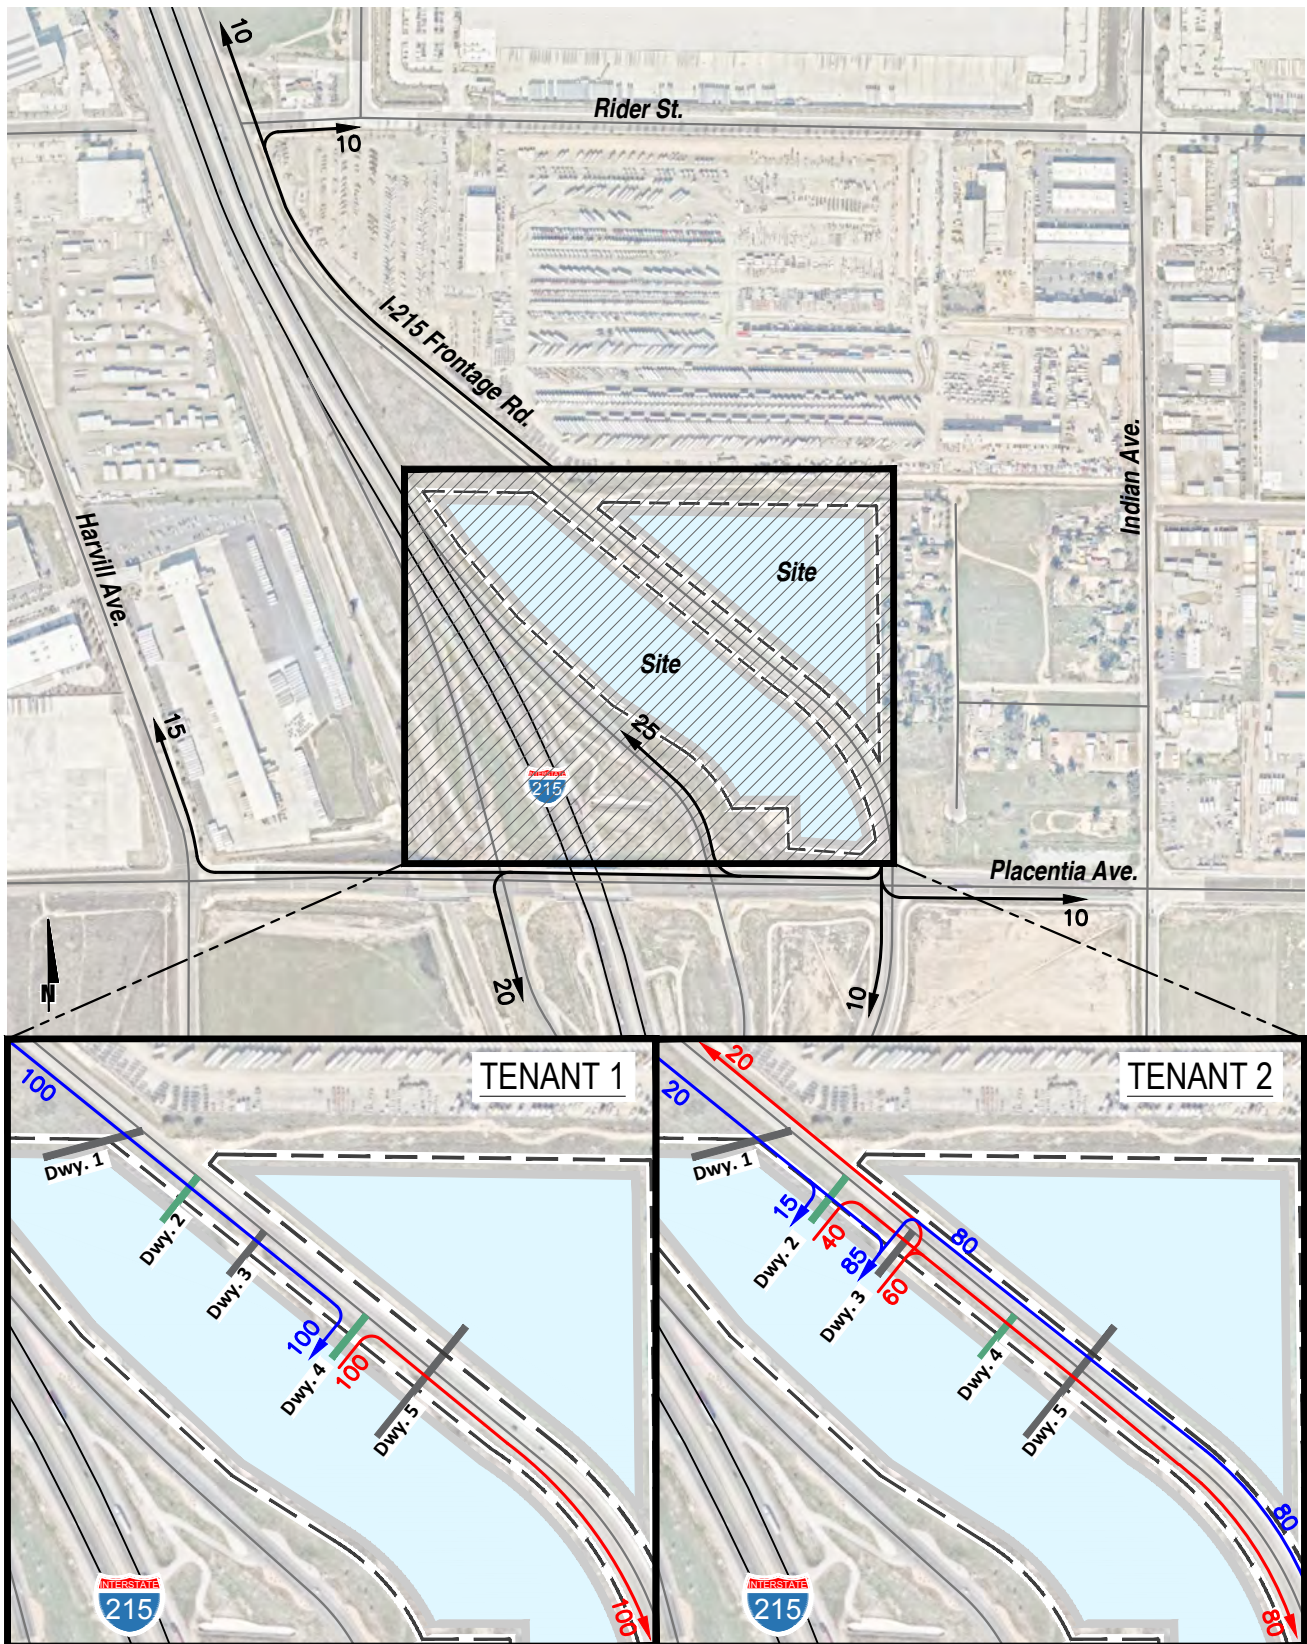 10
10
Rider St.
I-215 Frontage Rd.
Indian Ave.
Harvill Ave.
Site
Site
25
15
INTERSTATE
215
Placentia Ave.
10
20
10
N
TENANT 1
100
Dwy. 1
Dwy. 2
Dwy. 3
100
Dwy. 4
100
Dwy. 5
100
INTERSTATE
215
TENANT 2
20
20
Dwy. 1
15
Dwy. 2
40
80
85
60
Dwy. 3
Dwy. 4
Dwy. 5
80
80
INTERSTATE
215